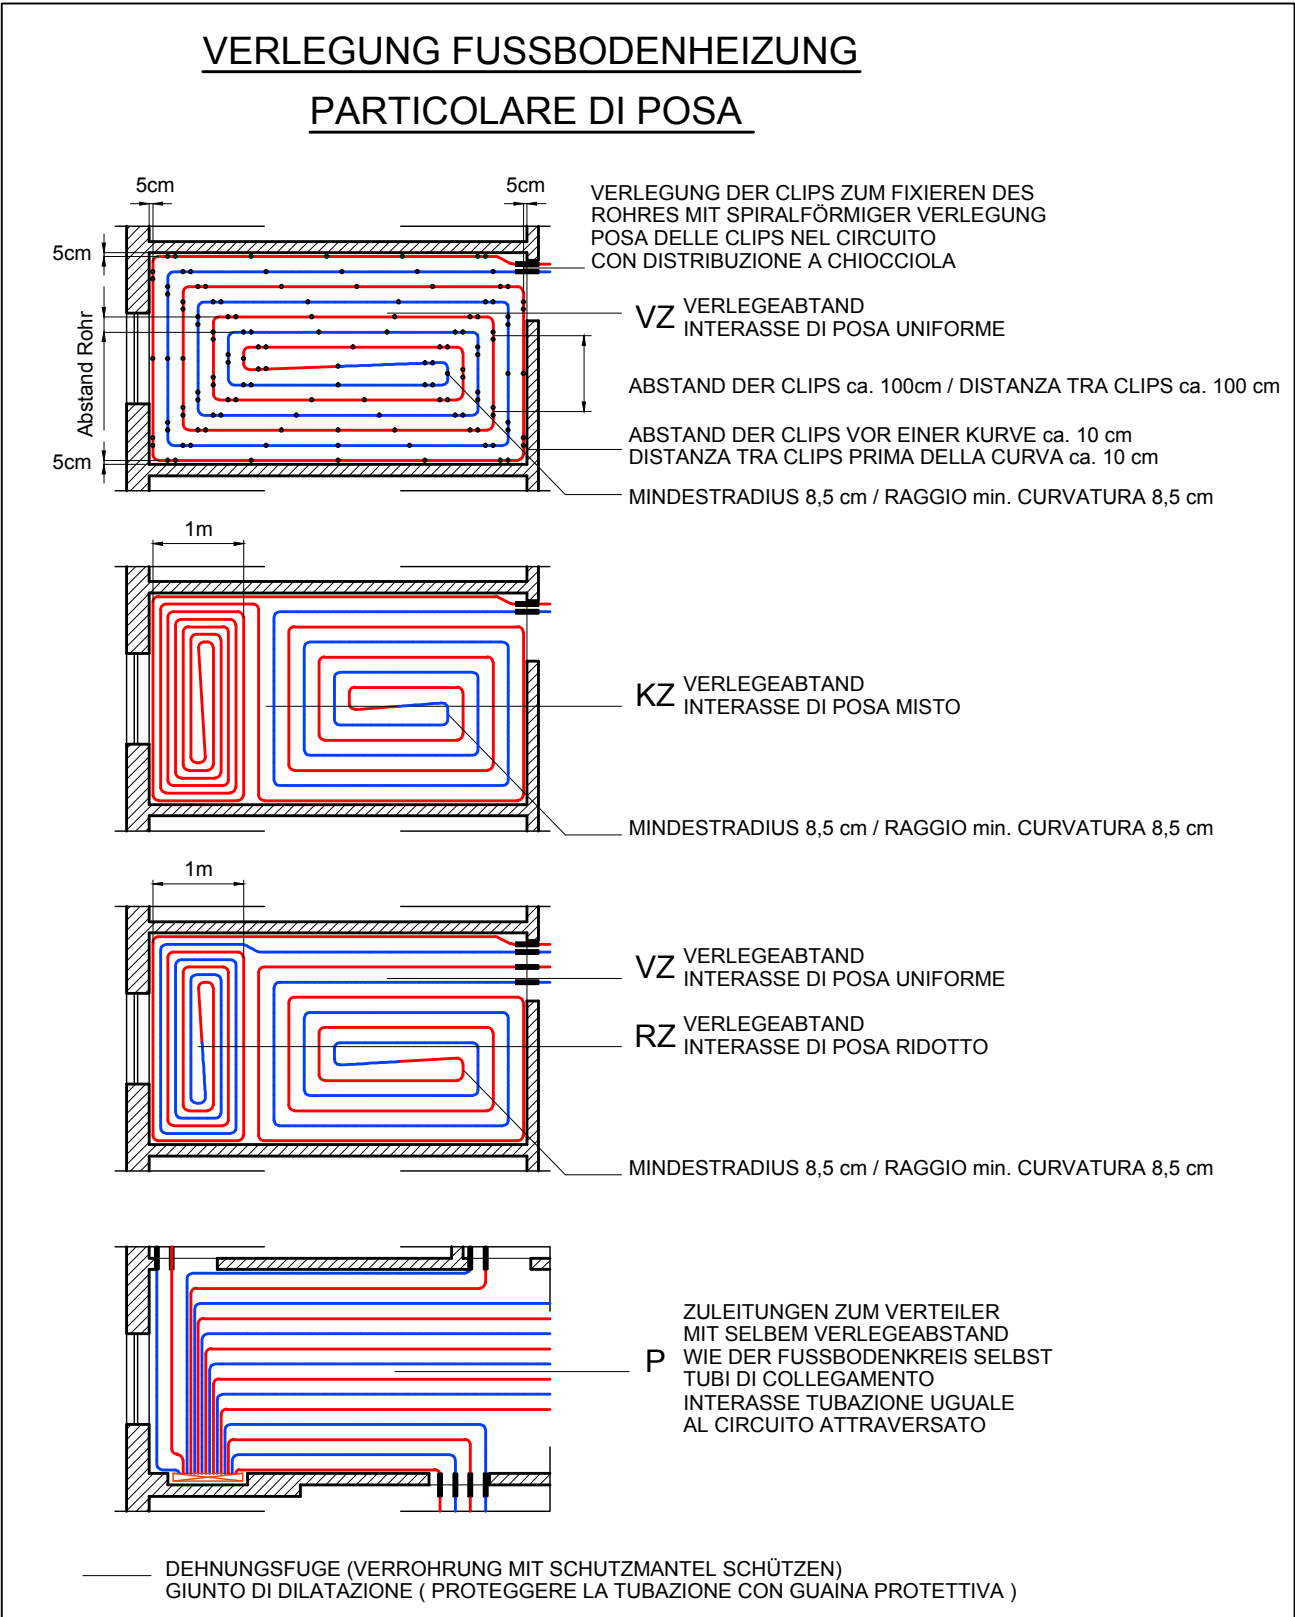 VERLEGUNG FUSSBODENHEIZUNG
PARTICOLARE DI POSA
5cm
5cm
5cm
Abstand Rohr
5cm
VERLEGUNG DER CLIPS ZUM FIXIEREN DES
ROHRES MIT SPIRALFÖRMIGER VERLEGUNG
POSA DELLE CLIPS NEL CIRCUITO
CON DISTRIBUZIONE A CHIOCCIOLA
VZ VERLEGEABTAND
INTERASSE DI POSA UNIFORME
ABSTAND DER CLIPS ca. 100cm / DISTANZA TRA CLIPS ca. 100 cm
ABSTAND DER CLIPS VOR EINER KURVE ca. 10 cm
DISTANZA TRA CLIPS PRIMA DELLA CURVA ca. 10 cm
MINDESTRADIUS 8,5 cm / RAGGIO min. CURVATURA 8,5 cm
1m
KZ VERLEGEABTAND
INTERASSE DI POSA MISTO
MINDESTRADIUS 8,5 cm / RAGGIO min. CURVATURA 8,5 cm
1m
VZ VERLEGEABTAND
INTERASSE DI POSA UNIFORME
RZ VERLEGEABTAND
INTERASSE DI POSA RIDOTTO
MINDESTRADIUS 8,5 cm / RAGGIO min. CURVATURA 8,5 cm
ZULEITUNGEN ZUM VERTEILER
MIT SELBEM VERLEGEABSTAND
P WIE DER FUSSBODENKREIS SELBST
TUBI DI COLLEGAMENTO
INTERASSE TUBAZIONE UGUALE
AL CIRCUITO ATTRAVERSATO
DEHNUNGSFUGE (VERROHRUNG MIT SCHUTZMANTEL SCHÜTZEN)
GIUNTO DI DILATAZIONE ( PROTEGGERE LA TUBAZIONE CON GUAINA PROTETTIVA )